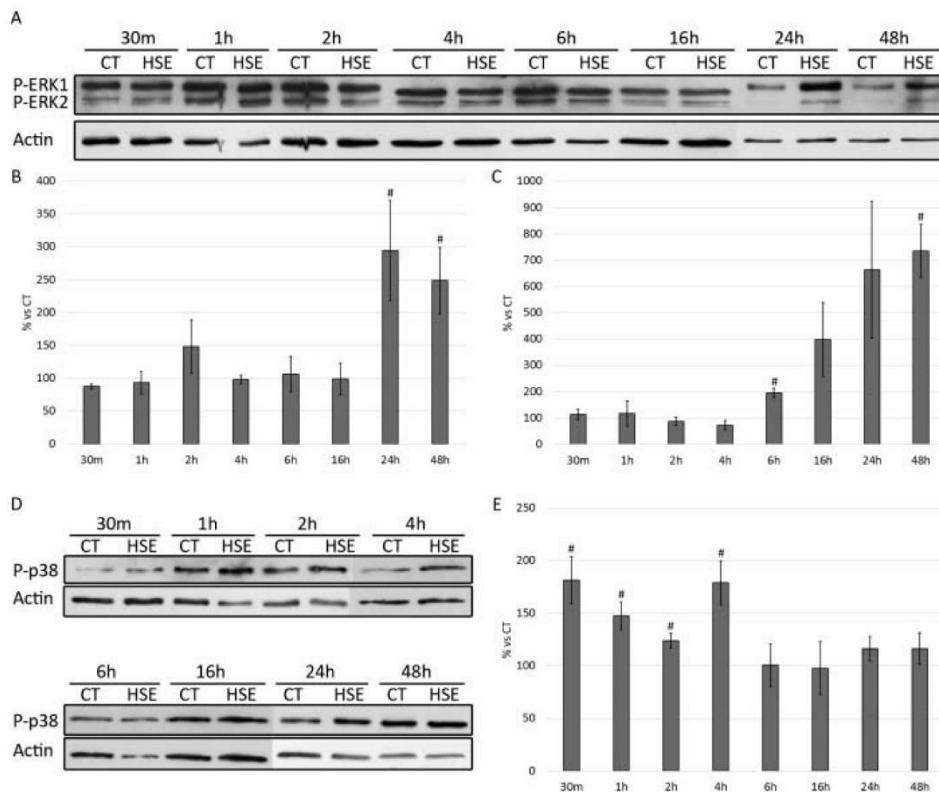 A
30m 1h 2h 4h 6h 16h 24h 48h
CT HSE CT HSE CT HSE CT HSE CT HSE CT HSE CT HSE CT HSE
P-ERK1
P-ERK2
Actin
B
400
350
300
250
200
150
100
50
0
% vs CT
# #
30m 1h 2h 4h 6h 16h 24h 48h
C
1000
900
800
700
600
500
400
300
200
100
0
% vs CT
# #
30m 1h 2h 4h 6h 16h 24h 48h
D
30m 1h 2h 4h
CT HSE CT HSE CT HSE CT HSE
P-p38
Actin
6h 16h 24h 48h
CT HSE CT HSE CT HSE CT HSE
P-p38
Actin
E
250
200
150
100
50
0
% vs CT
# # # #
30m 1h 2h 4h 6h 16h 24h 48h